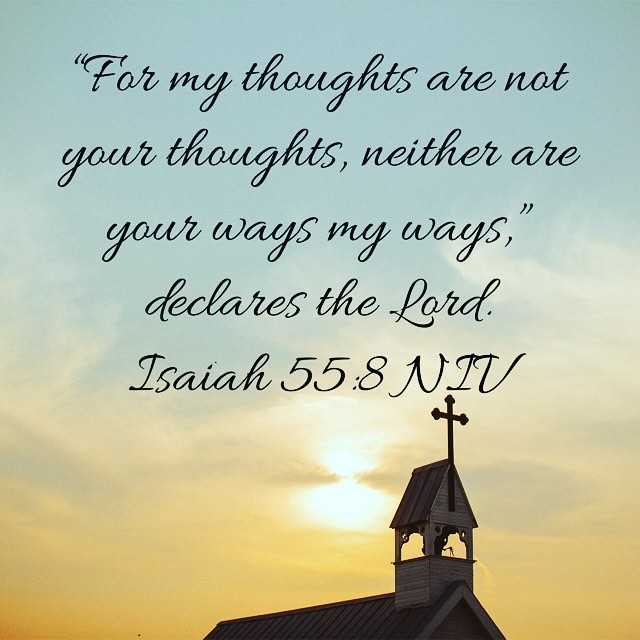 “For my thoughts are not
your thoughts, neither are
your ways my ways,”
declares the Lord.
Isaiah 55:8 NIV